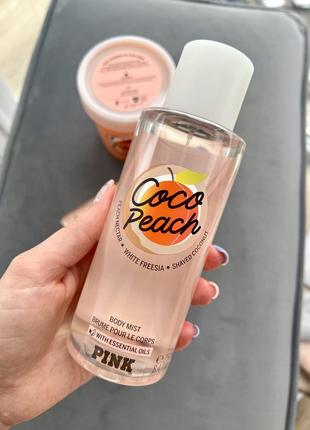 Coco
Peach
PEACH NECTAR • WHITE FREESIA • SHAVED COCONUT
BODY MIST
BRUME POUR LE CORPS
WITH ESSENTIAL OILS
PINK